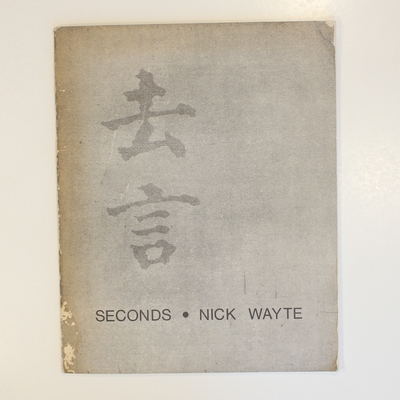 去
言
SECONDS • NICK WAYTE